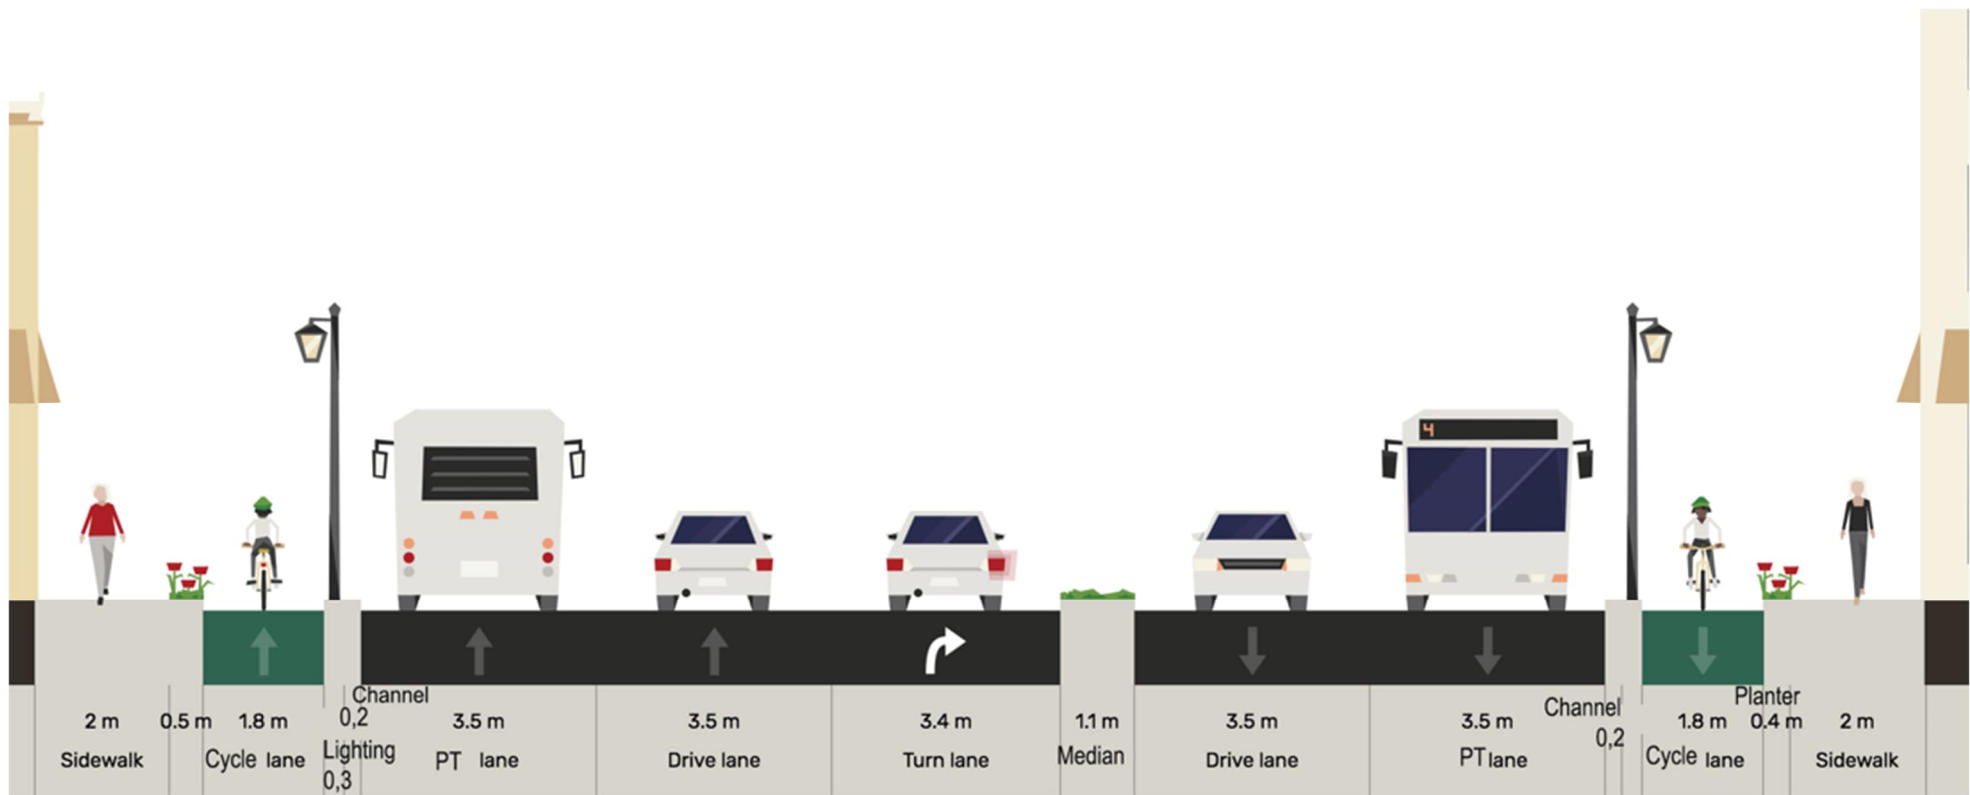 4
Channel
Planter
0,2
Channel
2 m
0.5 m
1.8 m
3.5 m
3.5 m
3.4 m
1.1 m
3.5 m
3.5 m
0,2
1.8 m
0.4 m
2 m
Sidewalk
Cycle lane
Lighting
0,3
PT lane
Drive lane
Turn lane
Median
Drive lane
PT lane
Cycle lane
Sidewalk